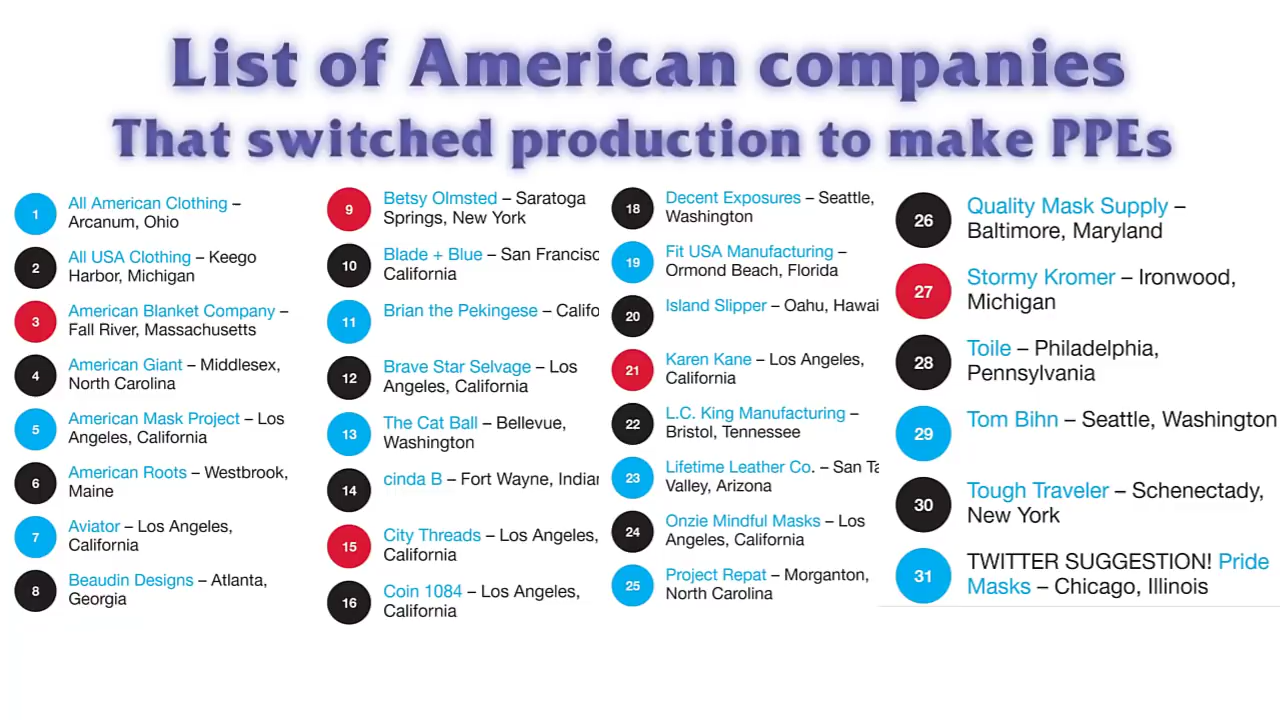 List of American companies
That switched production to make PPEs
1
All American Clothing –
Arcanum, Ohio
2
All USA Clothing – Keego
Harbor, Michigan
3
American Blanket Company –
Fall River, Massachusetts
4
American Giant – Middlesex,
North Carolina
5
American Mask Project – Los
Angeles, California
6
American Roots – Westbrook,
Maine
7
Aviator – Los Angeles,
California
8
Beaudin Designs – Atlanta,
Georgia
9
Betsy Olmsted – Saratoga
Springs, New York
10
Blade + Blue – San Francisc
California
11
Brian the Pekingese – Califo
12
Brave Star Selvage – Los
Angeles, California
13
The Cat Ball – Bellevue,
Washington
14
cinda B – Fort Wayne, Indiar
15
City Threads – Los Angeles,
California
16
Coin 1084 – Los Angeles,
California
18
Decent Exposures – Seattle,
Washington
19
Fit USA Manufacturing –
Ormond Beach, Florida
20
Island Slipper – Oahu, Hawai
21
Karen Kane – Los Angeles,
California
22
L.C. King Manufacturing –
Bristol, Tennessee
23
Lifetime Leather Co. – San Ta
Valley, Arizona
24
Onzie Mindful Masks – Los
Angeles, California
25
Project Repat – Morganton,
North Carolina
26
Quality Mask Supply –
Baltimore, Maryland
27
Stormy Kromer – Ironwood,
Michigan
28
Toile – Philadelphia,
Pennsylvania
29
Tom Bihn – Seattle, Washington
30
Tough Traveler – Schenectady,
New York
31
TWITTER SUGGESTION! Pride
Masks – Chicago, Illinois